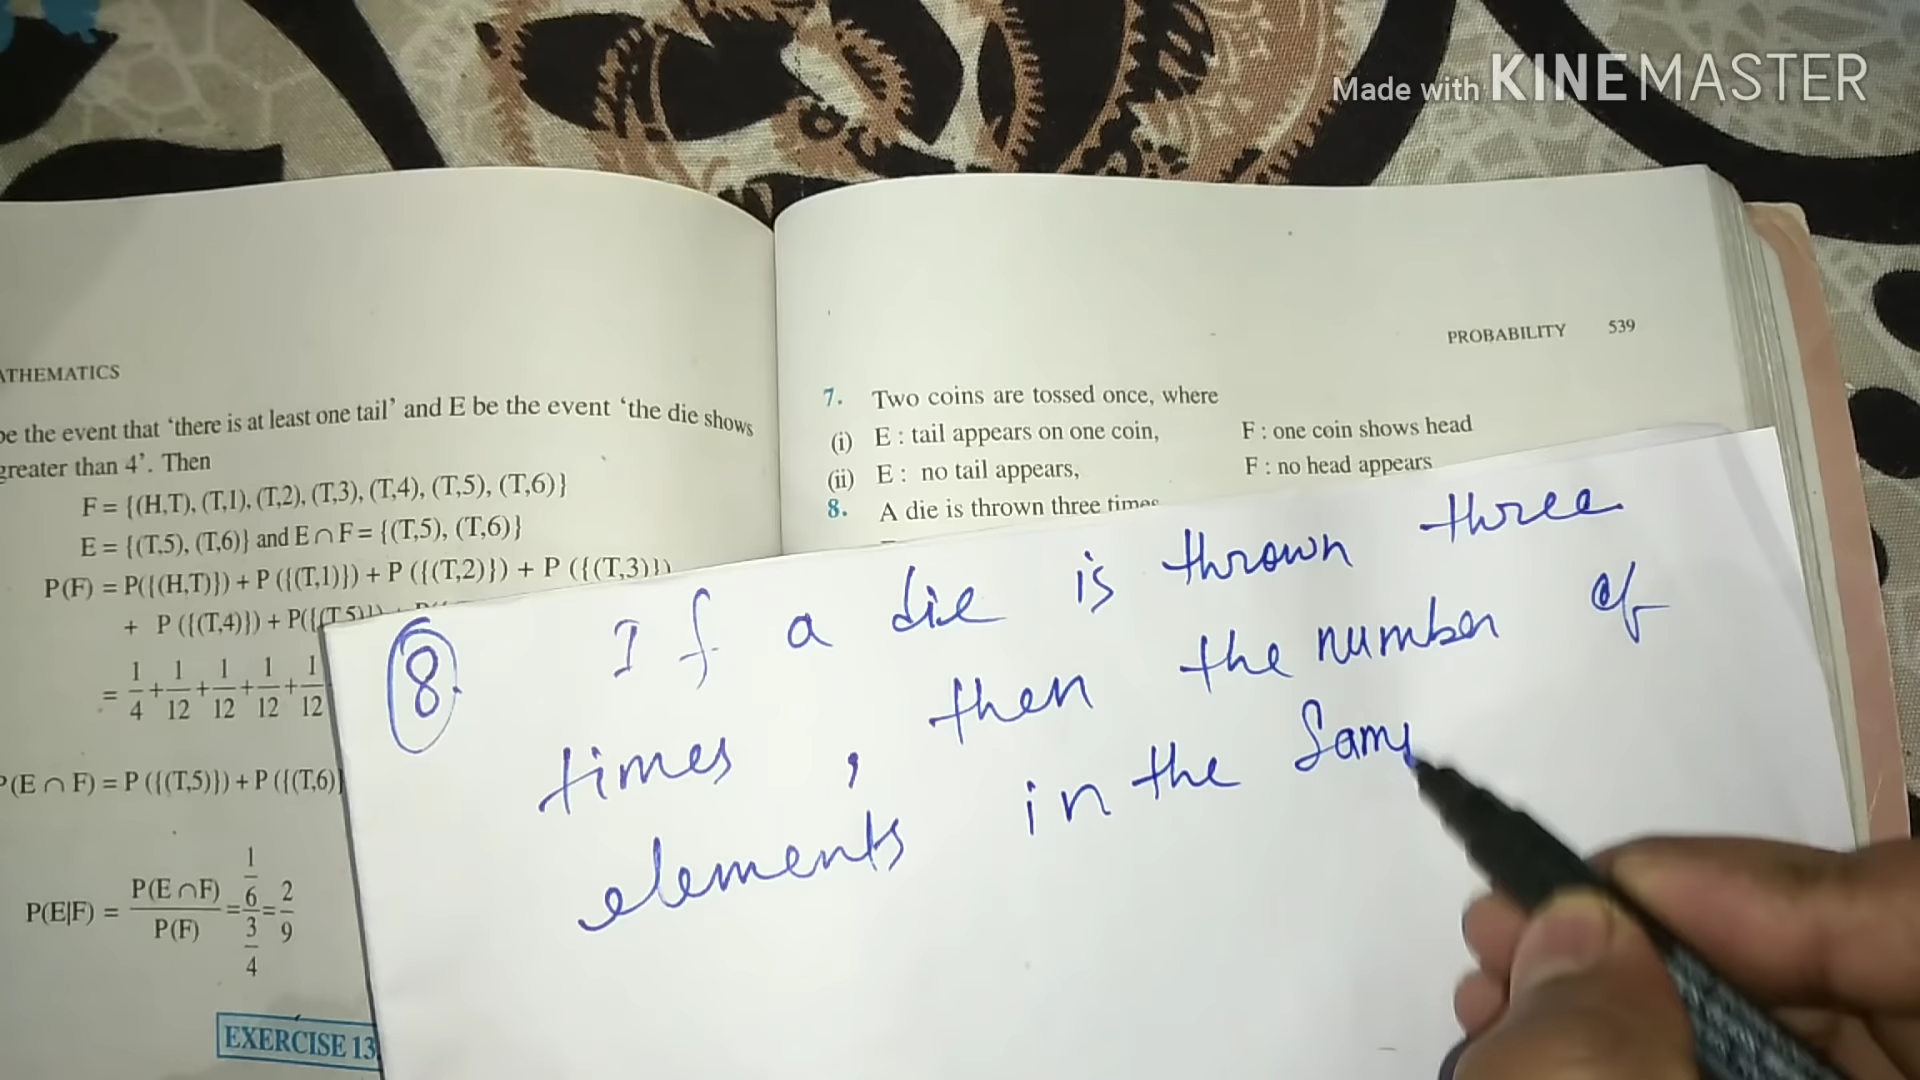 Made with KINEMASTER
ATHEMATICS
be the event that ‘there is at least one tail’ and E be the event ‘the die shows
greater than 4’. Then
F = {(H,T), (T,1), (T,2), (T,3), (T,4), (T,5), (T,6)}
E = {(T,5), (T,6)} and E ∩ F = {(T,5), (T,6)}
P(F) = P({(H,T)}) + P ({(T,1)}) + P ({(T,2)}) + P ({(T,3)})
+ P ({(T,4)}) + P({(T,5)})
= 1/4 + 1/12 + 1/12 + 1/12 + 1/12
P(E ∩ F) = P ({(T,5)}) + P ({(T,6)}
P(E|F) = P(E ∩ F) / P(F) = 1/6 / 3/4 = 2/9
EXERCISE 13
PROBABILITY 539
7. Two coins are tossed once, where
(i) E : tail appears on one coin, F : one coin shows head
(ii) E : no tail appears, F : no head appears
8. A die is thrown three times
8. If a die is thrown three
times, then the number of
elements in the Sam